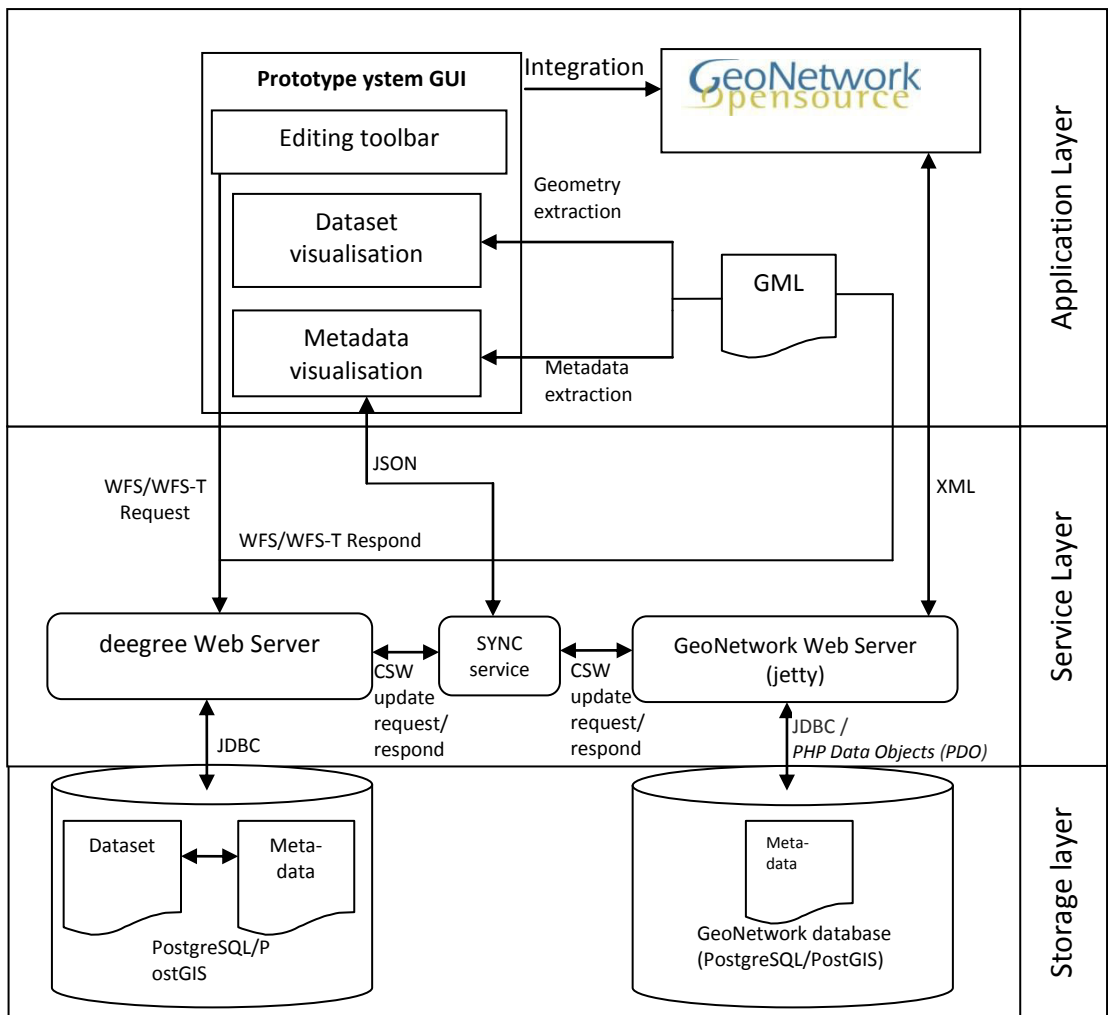 Prototype ystem GUI
Integration
GeoNetwork
Opensource
Editing toolbar
Geometry
extraction
Dataset
visualisation
GML
Metadata
visualisation
Metadata
extraction
Application Layer
JSON
WFS/WFS-T
Request
XML
WFS/WFS-T Respond
deegree Web Server
SYNC
service
GeoNetwork Web Server
(jetty)
CSW
update
request/
respond
CSW
update
request/
respond
JDBC
JDBC /
PHP Data Objects (PDO)
Service Layer
Dataset
Meta-
data
PostgreSQL/P
ostGIS
Meta-
data
GeoNetwork database
(PostgreSQL/PostGIS)
Storage layer